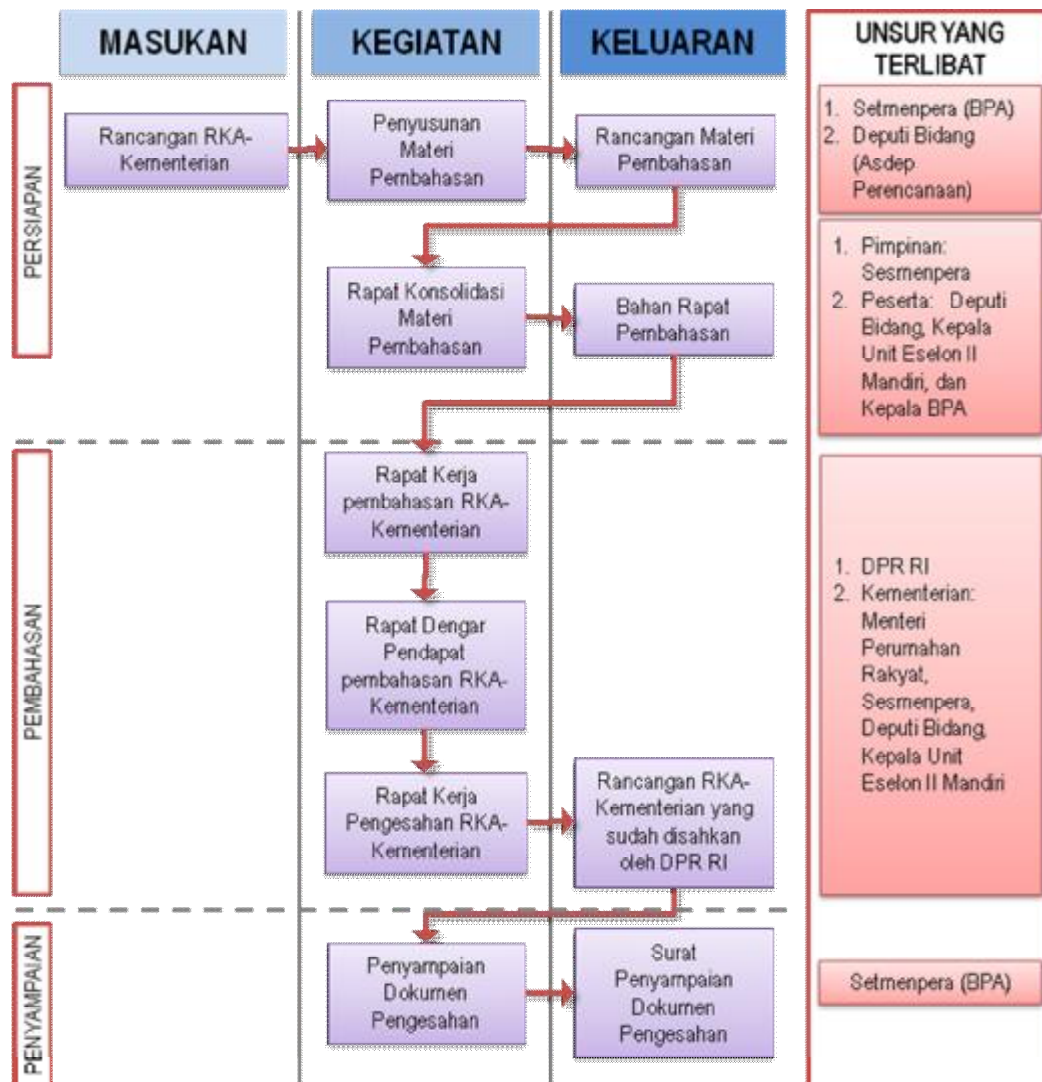 MASUKAN
KEGIATAN
KELUARAN
UNSUR YANG
TERLIBAT
PERSIAPAN
Rancangan RKA-
Kementerian
Penyusunan
Materi
Pembahasan
Rancangan Materi
Pembahasan
1. Setmenpera (BPA)
2. Deputi Bidang
(Asdep
Perencanaan)
Rapat Konsolidasi
Materi
Pembahasan
Bahan Rapat
Pembahasan
1. Pimpinan:
Sesmenpera
2. Peserta: Deputi
Bidang, Kepala
Unit Eselon II
Mandiri, dan
Kepala BPA
PEMBAHASAN
Rapat Kerja
pembahasan RKA-
Kementerian
Rapat Dengar
Pendapat
pembahasan RKA-
Kementerian
Rapat Kerja
Pengesahan RKA-
Kementerian
Rancangan RKA-
Kementerian yang
sudah disahkan
oleh DPR RI
1. DPR RI
2. Kementerian:
Menteri
Perumahan
Rakyat,
Sesmenpera,
Deputi Bidang,
Kepala Unit
Eselon II Mandiri
PENYAMPAIAN
Penyampaian
Dokumen
Pengesahan
Surat
Penyampaian
Dokumen
Pengesahan
Setmenpera (BPA)